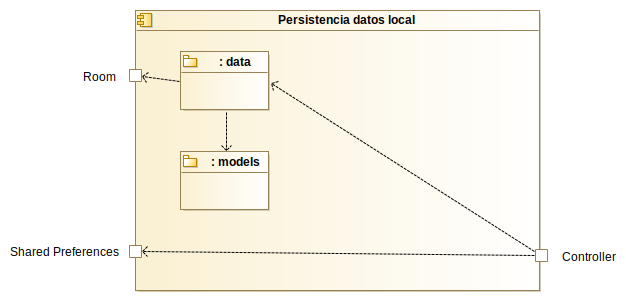 Persistencia datos local
: data
Room
: models
Shared Preferences
Controller